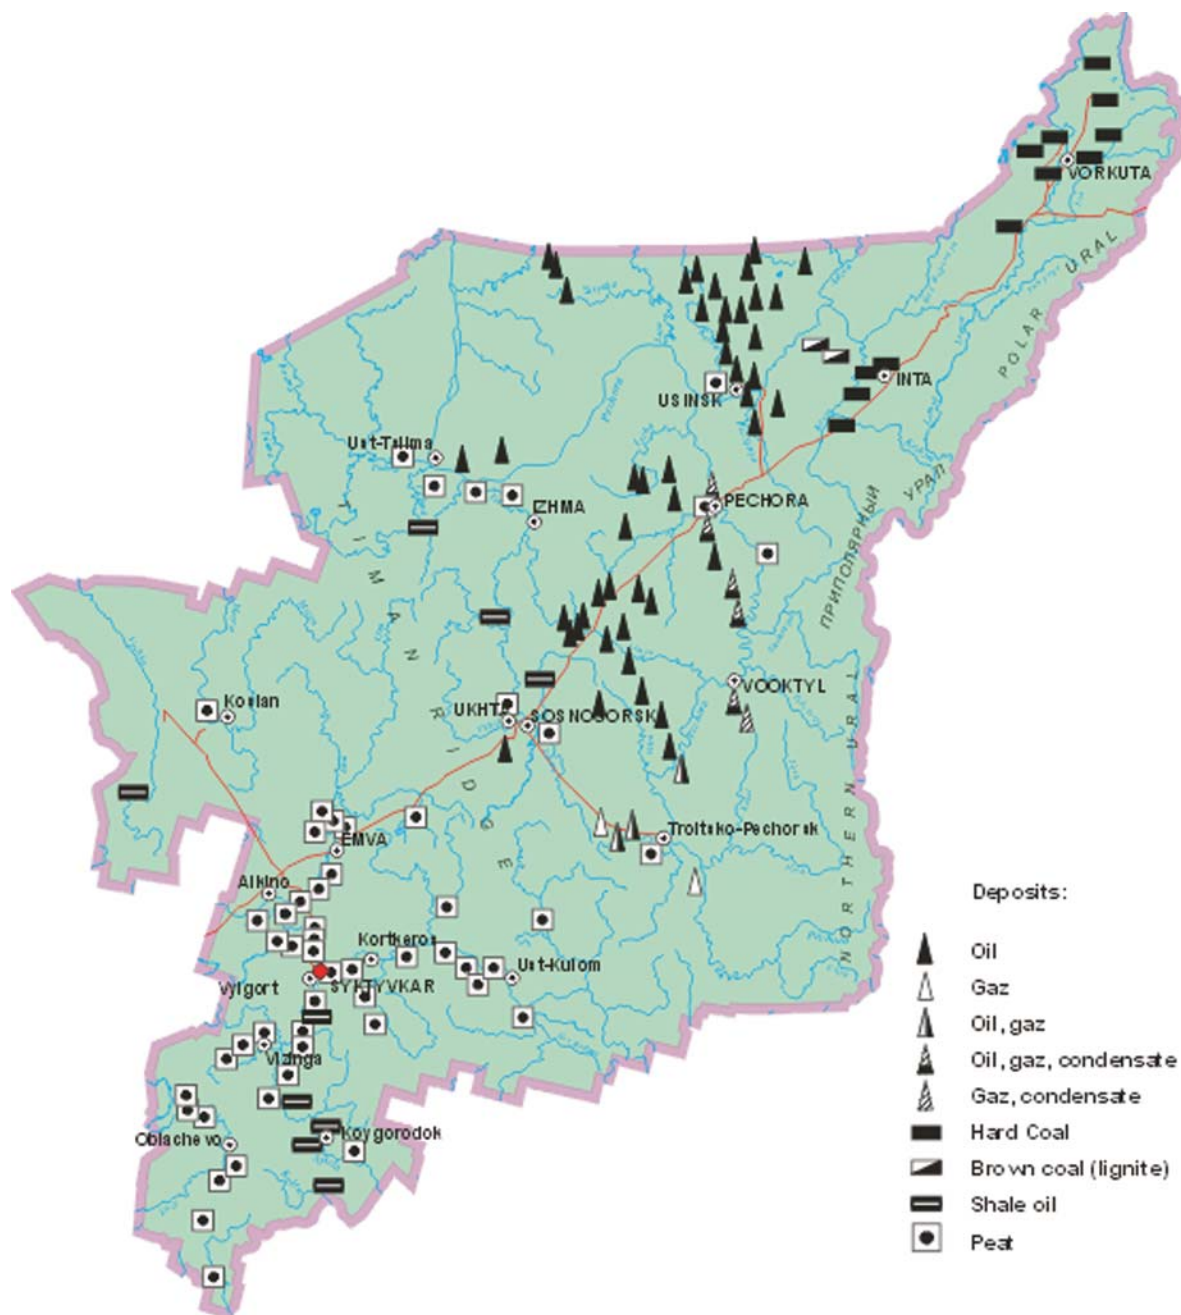 VORKUTA
POLAR URAL
INTA
USINSK
Ust-Tsilma
IZHMA
PECHORA
ПРИПОЛЯРНЫЙ УРАЛ
TIMAN RIDGE
VOOKTYL
Koslan
UKHTA
SOSNOGORSK
NORTHERN URAL
Troitsko-Pechorsk
EMVA
Aikino
Kortkeros
Ust-Kulom
Vylgort
SYKTYVKAR
Vizinga
Obiachevo
Koygorodok
Deposits:
Oil
Gaz
Oil, gaz
Oil, gaz, condensate
Gaz, condensate
Hard Coal
Brown coal (lignite)
Shale oil
Peat